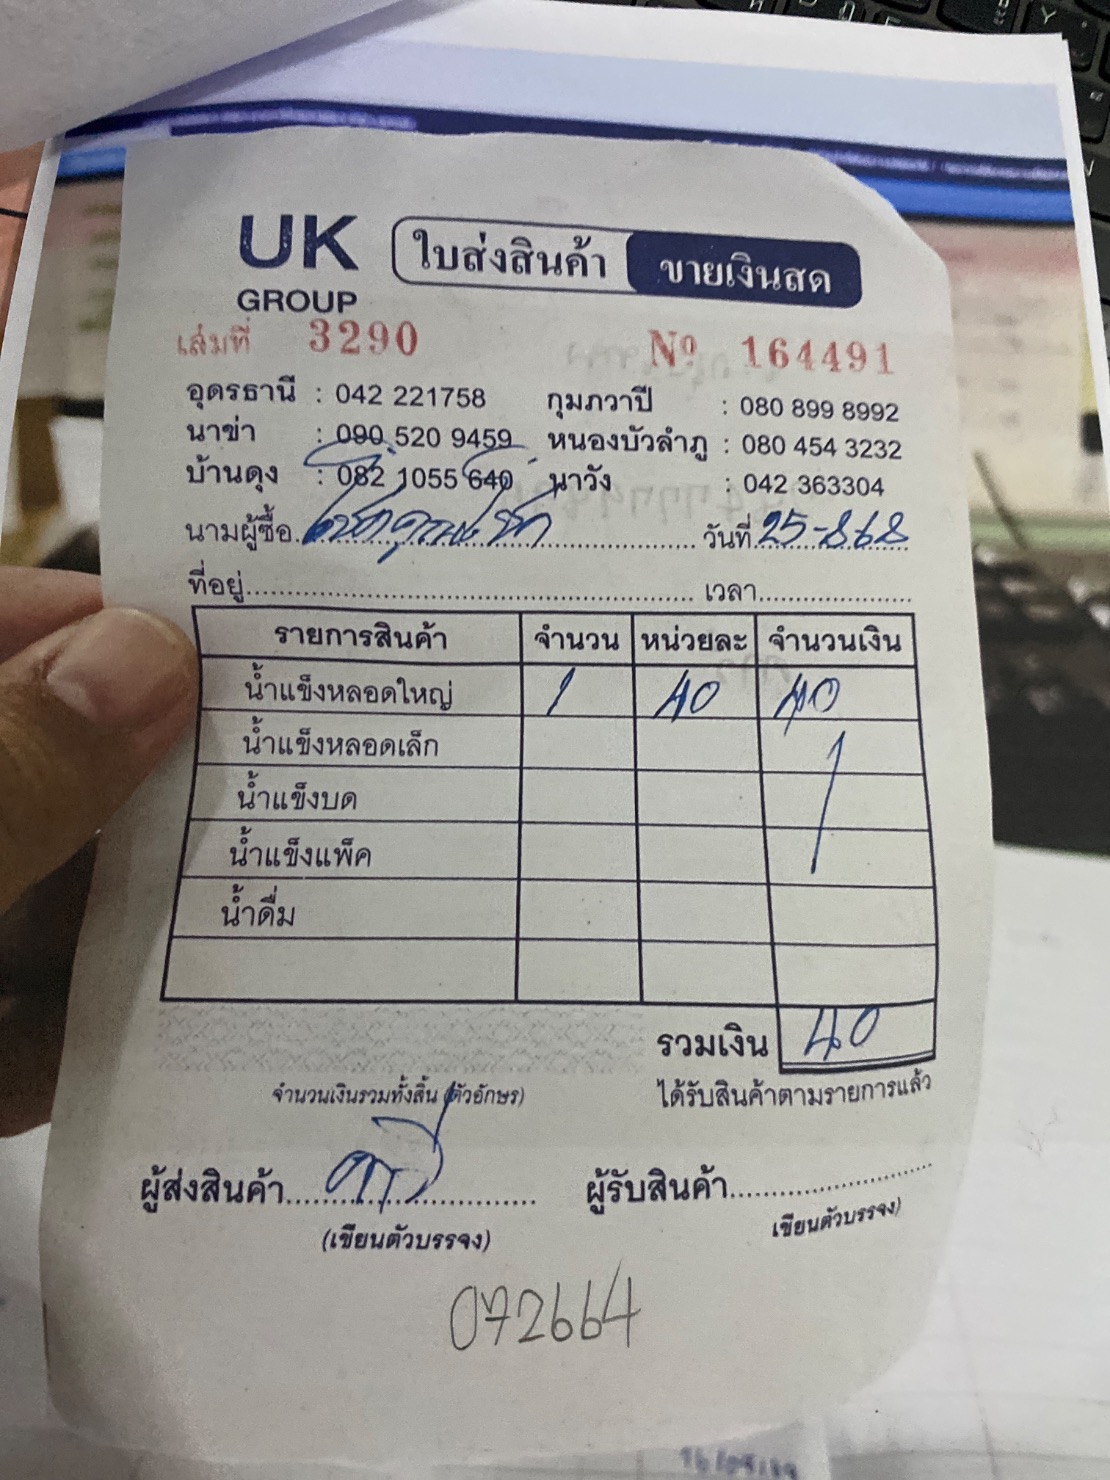 UK
GROUP
ใบส่งสินค้า ขายเงินสด
เล่มที่ 3290 Nº 164491
อุดรธานี : 042 221758 กุมภวาปี : 080 899 8992
นาข่า : 090 520 9459 หนองบัวลำภู : 080 454 3232
บ้านดุง : 082 1055 640 นาวัง : 042 363304
นามผู้ซื้อ วันที่ 25-8-68
ที่อยู่ เวลา
รายการสินค้า จำนวน หน่วยละ จำนวนเงิน
น้ำแข็งหลอดใหญ่ 1 40 40
น้ำแข็งหลอดเล็ก
น้ำแข็งบด
น้ำแข็งแพ็ค
น้ำดื่ม
รวมเงิน 40
จำนวนเงินรวมทั้งสิ้น (ตัวอักษร) ได้รับสินค้าตามรายการแล้ว
ผู้ส่งสินค้า ผู้รับสินค้า
(เขียนตัวบรรจง) เขียนตัวบรรจง)
072664